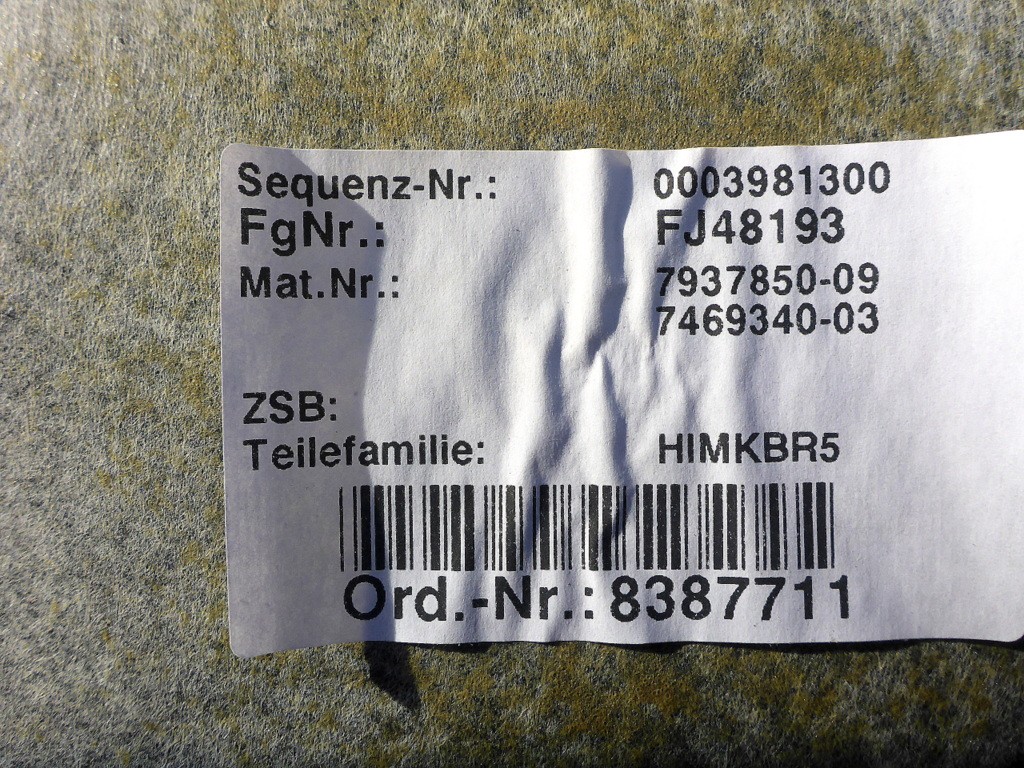 Sequenz-Nr.: 0003981300
FgNr.: FJ48193
Mat.Nr.: 7937850-09
7469340-03
ZSB:
Teilefamilie: HIMKBR5
Ord.-Nr.: 8387711